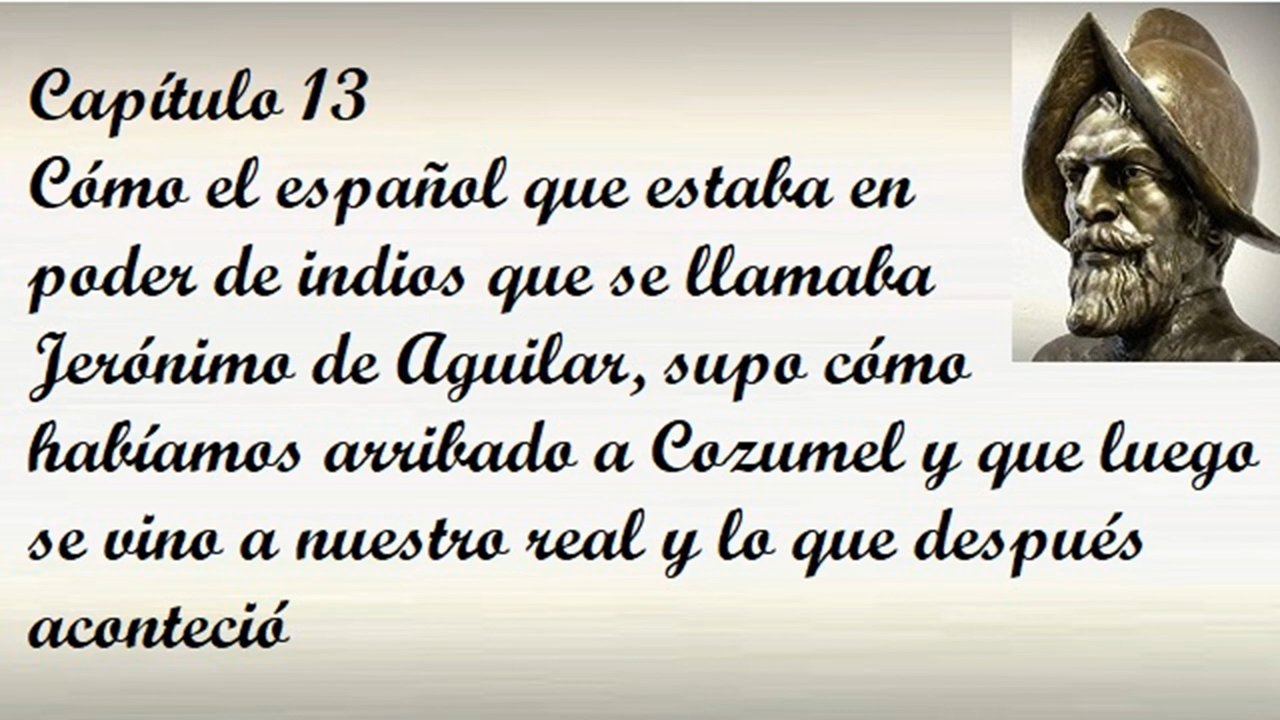 Capítulo 13
Cómo el español que estaba en
poder de indios que se llamaba
Jerónimo de Aguilar, supo cómo
habíamos arribado a Cozumel y que luego
se vino a nuestro real y lo que después
aconteció